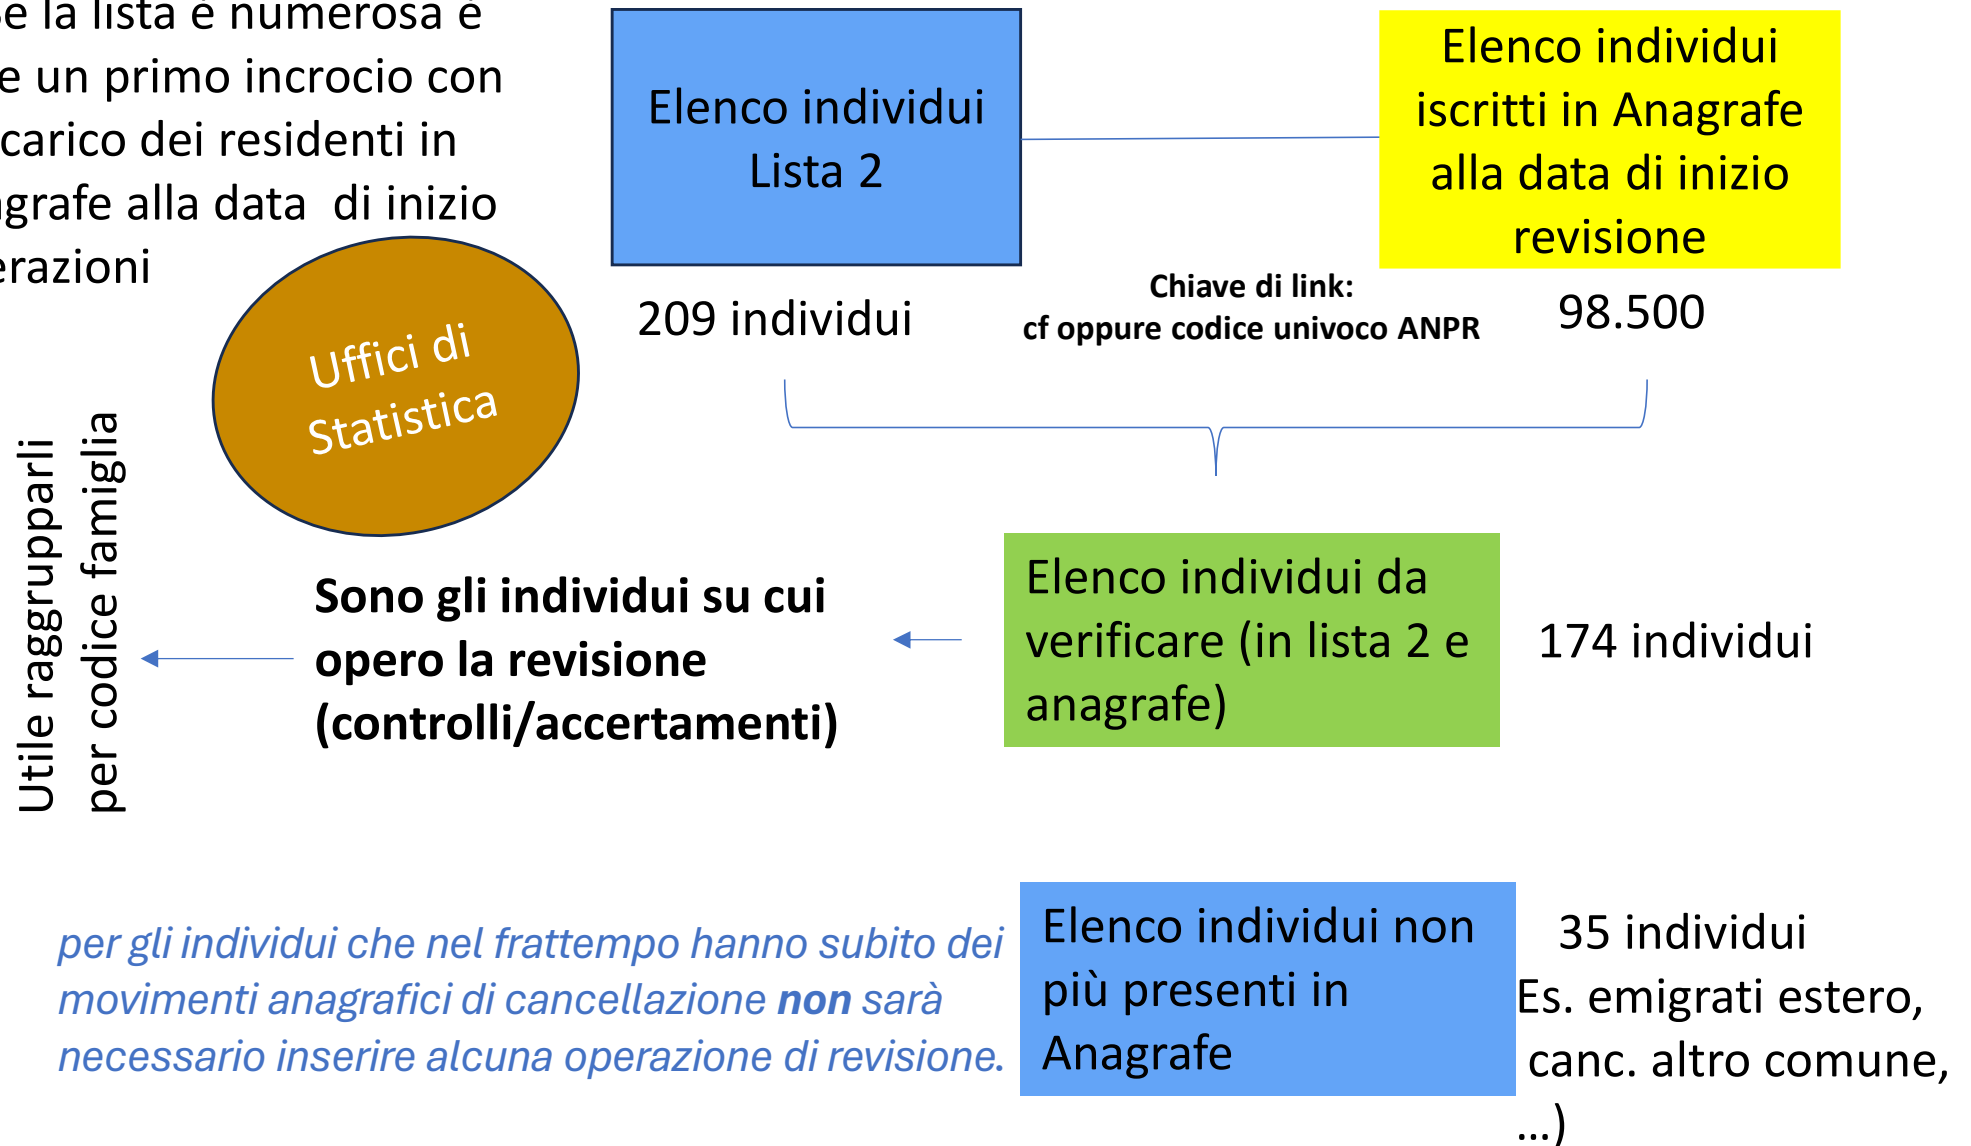 Se la lista è numerosa è
e un primo incrocio con
carico dei residenti in
grafe alla data di inizio
erazioni
Elenco individui
Lista 2
209 individui
Chiave di link:
cf oppure codice univoco ANPR
Elenco individui
iscritti in Anagrafe
alla data di inizio
revisione
98.500
Uffici di
Statistica
Utile raggrupparli
per codice famiglia
Sono gli individui su cui
opero la revisione
(controlli/accertamenti)
Elenco individui da
verificare (in lista 2 e
anagrafe)
174 individui
per gli individui che nel frattempo hanno subito dei
movimenti anagrafici di cancellazione non sarà
necessario inserire alcuna operazione di revisione.
Elenco individui non
più presenti in
Anagrafe
35 individui
Es. emigrati estero,
canc. altro comune,
…)